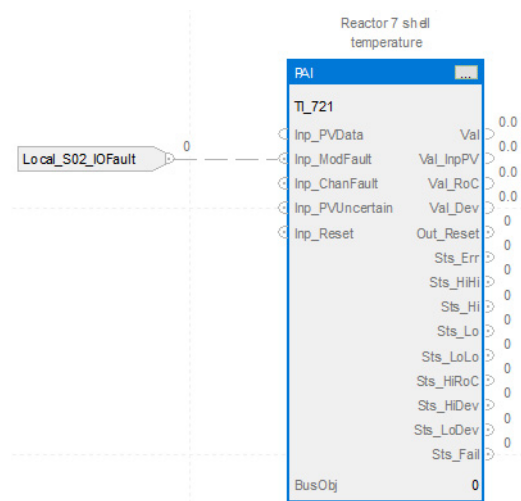 Reactor 7 shell
temperature
PAI ...
TI_721
Inp_PVData Val 0.0
Local_S02_IOFault 0 Inp_ModFault Val_InpPV 0.0
Inp_ChanFault Val_RoC 0.0
Inp_PVUncertain Val_Dev 0.0
Inp_Reset Out_Reset 0
Sts_Err 0
Sts_HiHi 0
Sts_Hi 0
Sts_Lo 0
Sts_LoLo 0
Sts_HiRoC 0
Sts_HiDev 0
Sts_LoDev 0
Sts_Fail 0
BusObj 0